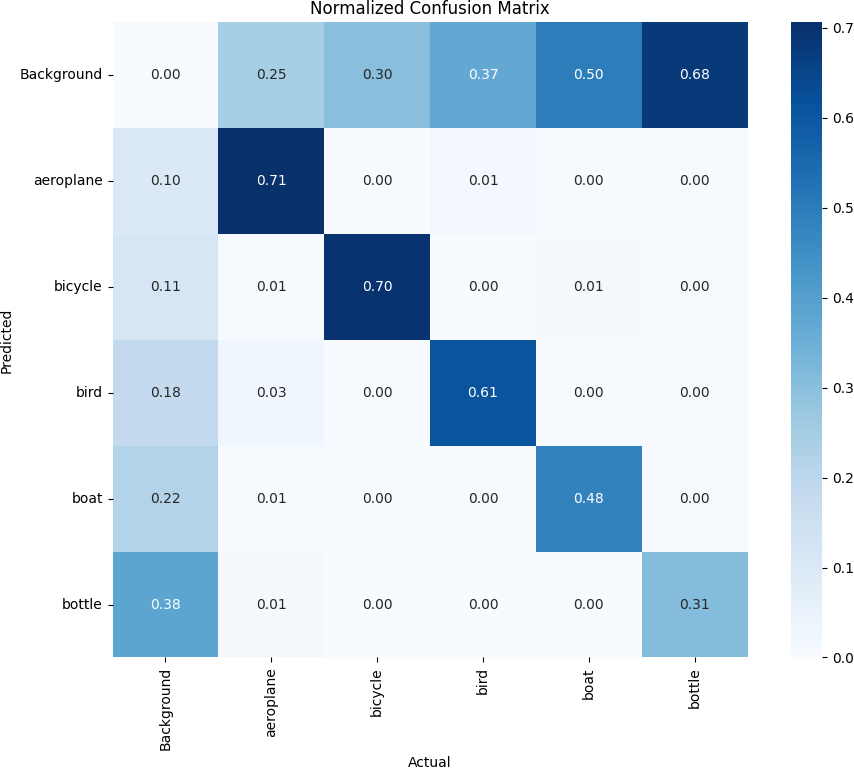 Normalized Confusion Matrix
Background 0.00 0.25 0.30 0.37 0.50 0.68
aeroplane 0.10 0.71 0.00 0.01 0.00 0.00
bicycle 0.11 0.01 0.70 0.00 0.01 0.00
bird 0.18 0.03 0.00 0.61 0.00 0.00
boat 0.22 0.01 0.00 0.00 0.48 0.00
bottle 0.38 0.01 0.00 0.00 0.00 0.31
Predicted
Background aeroplane bicycle bird boat bottle
Actual
0.7
0.6
0.5
0.4
0.3
0.2
0.1
0.0